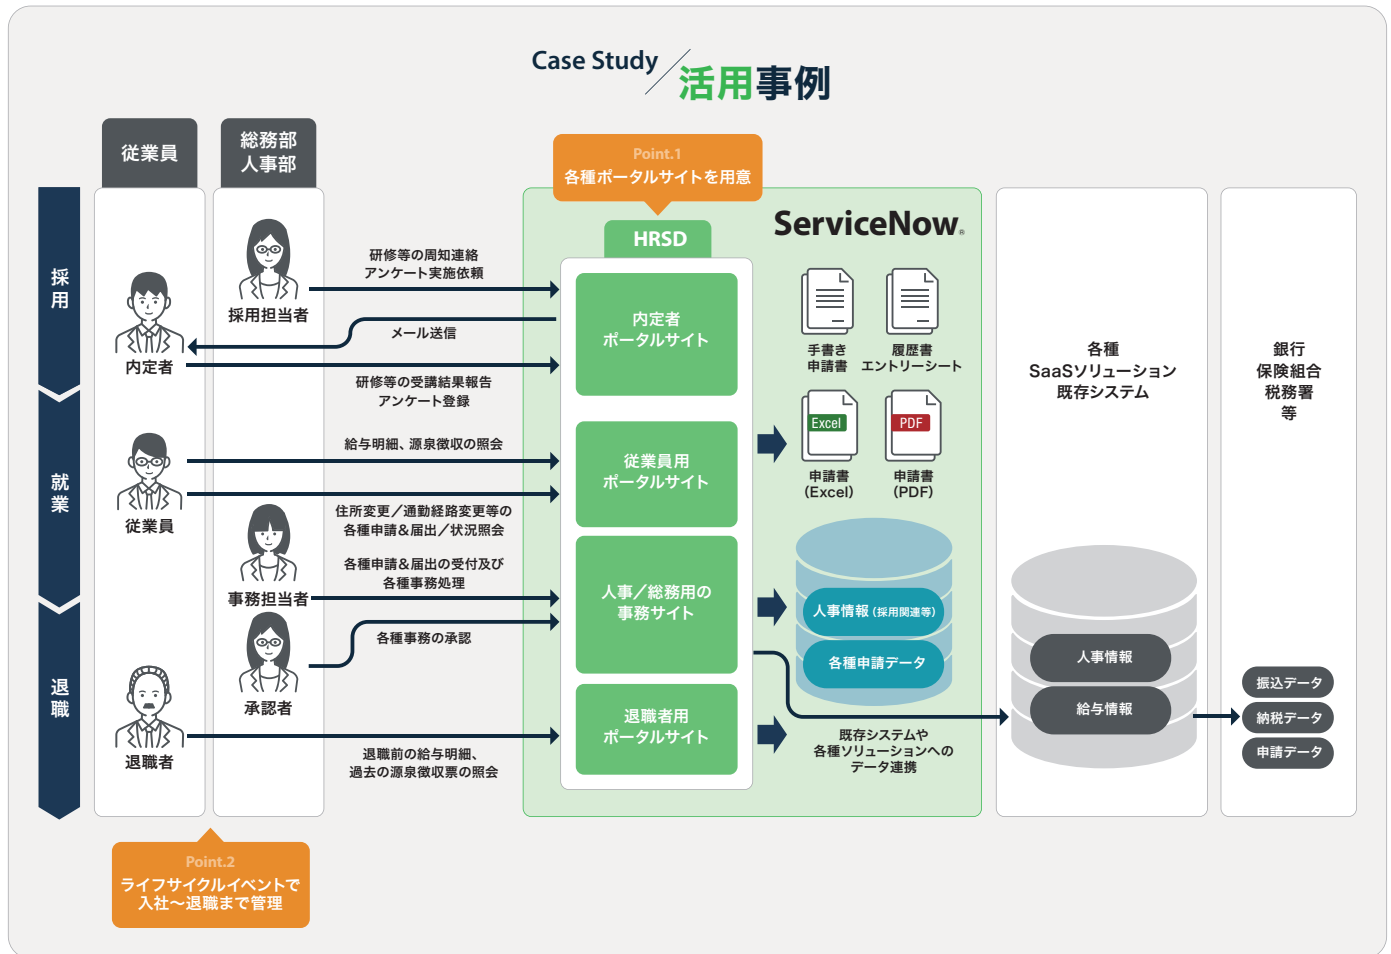 Case Study
活用事例
従業員
総務部
人事部
採用
就業
退職
採用担当者
内定者
従業員
事務担当者
承認者
退職者
研修等の周知連絡
アンケート実施依頼
メール送信
研修等の受講結果報告
アンケート登録
給与明細、源泉徴収の照会
住所変更／通勤経路変更等の
各種申請＆届出／状況照会
各種申請＆届出の受付及び
各種事務処理
各種事務の承認
退職前の給与明細、
過去の源泉徴収票の照会
Point.1
各種ポータルサイトを用意
HRSD
内定者
ポータルサイト
従業員用
ポータルサイト
人事／総務用の
事務サイト
退職者用
ポータルサイト
ServiceNow®
手書き
申請書
履歴書
エントリーシート
Excel
申請書
（Excel）
PDF
申請書
（PDF）
人事情報（採用関連等）
各種申請データ
既存システムや
各種ソリューションへの
データ連携
各種
SaaSソリューション
既存システム
人事情報
給与情報
銀行
保険組合
税務署
等
振込データ
納税データ
申請データ
Point.2
ライフサイクルイベントで
入社〜退職まで管理